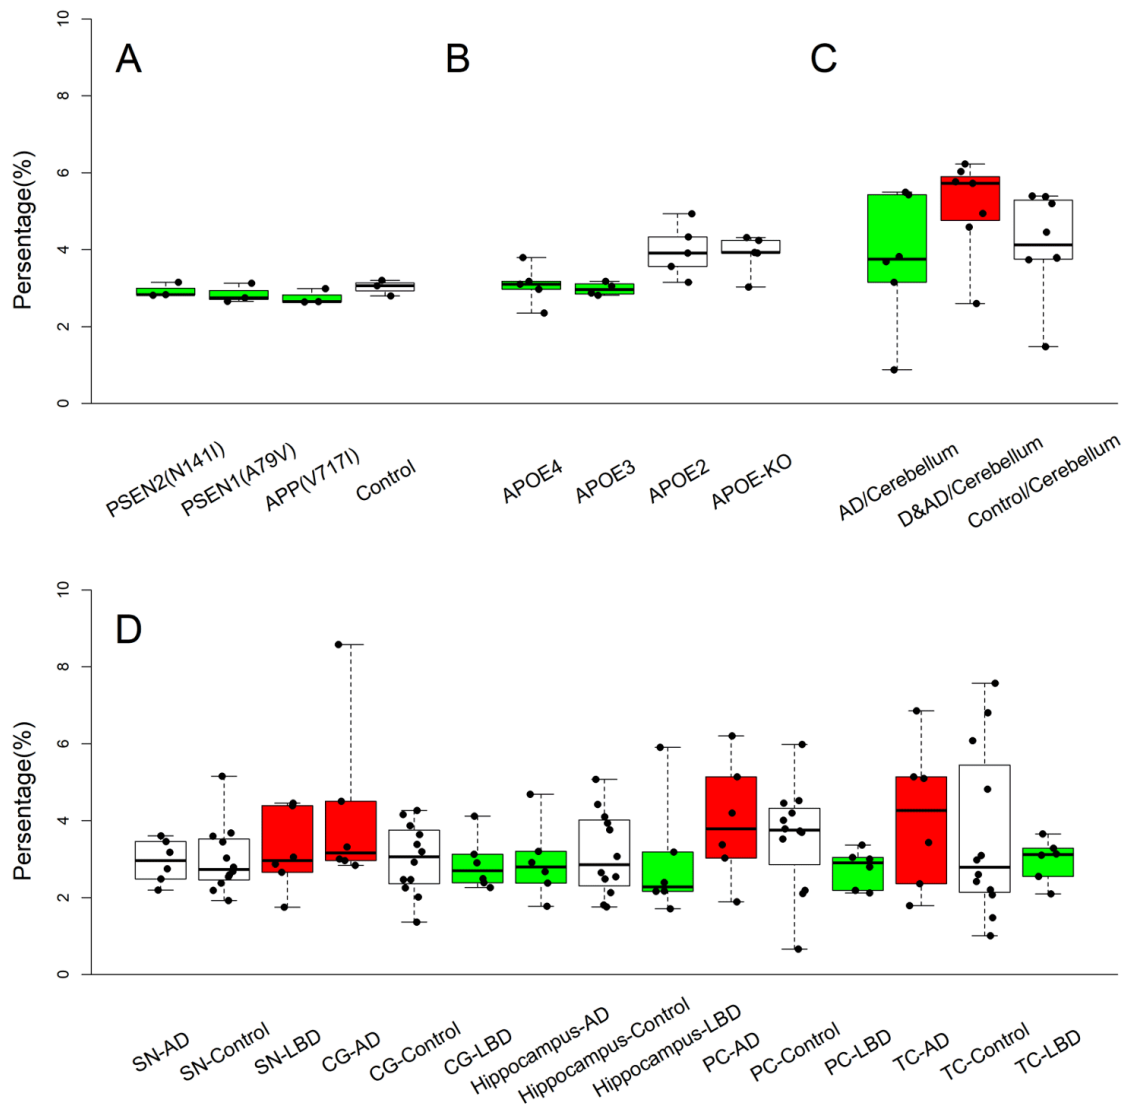 A B C
Persentage(%)
10
8
6
4
2
0
PSEN2(N141I)
PSEN1(A79V)
APP(V717I)
Control
APOE4
APOE3
APOE2
APOE-KO
AD/Cerebellum
D&AD/Cerebellum
Control/Cerebellum
D
Persentage(%)
10
8
6
4
2
0
SN-AD
SN-Control
SN-LBD
CG-AD
CG-Control
CG-LBD
Hippocampus-AD
Hippocampus-Control
Hippocampus-LBD
PC-AD
PC-Control
PC-LBD
TC-AD
TC-Control
TC-LBD